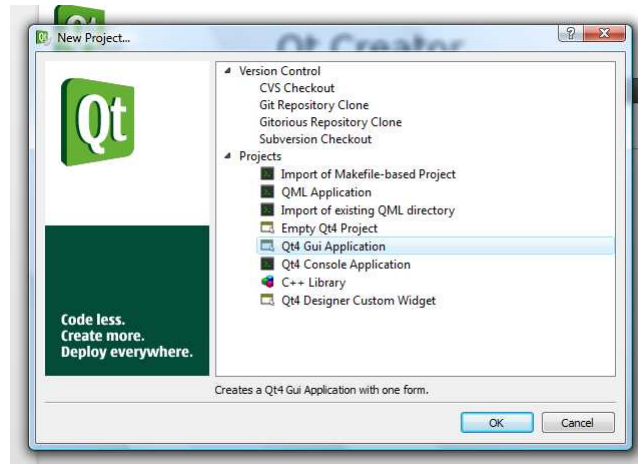 Qt Creator
New Project...
Qt
Version Control
CVS Checkout
Git Repository Clone
Gitorious Repository Clone
Subversion Checkout
Projects
Import of Makefile-based Project
QML Application
Import of existing QML directory
Empty Qt4 Project
Qt4 Gui Application
Qt4 Console Application
C++ Library
Qt4 Designer Custom Widget
Code less.
Create more.
Deploy everywhere.
Creates a Qt4 Gui Application with one form.
OK
Cancel